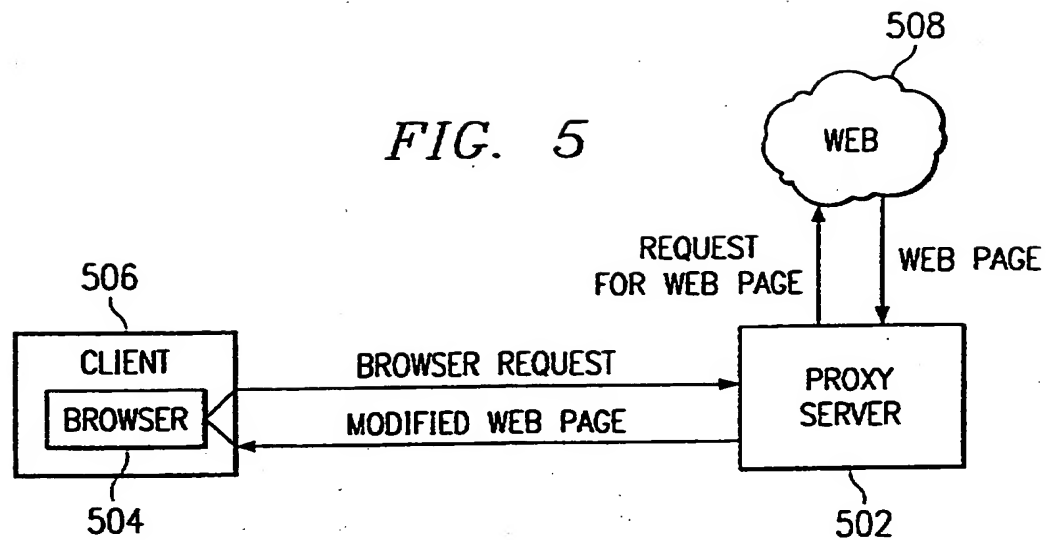 508
FIG. 5
WEB
REQUEST
FOR WEB PAGE
WEB PAGE
506
CLIENT
BROWSER
BROWSER REQUEST
MODIFIED WEB PAGE
PROXY
SERVER
504
502